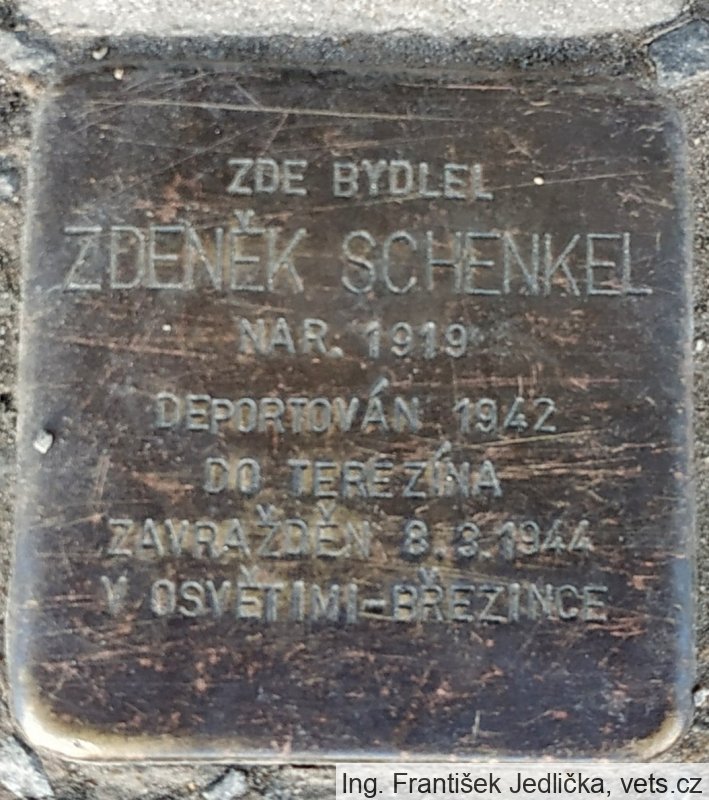 ZDE BYDLEL
ZDENĚK SCHENKEL
NAR. 1919
DEPORTOVÁN 1942
DO TEREZÍNA
ZAVRAŽDĚN 8.3.1944
V OSVĚTIMI-BŘEZINCE
Ing. František Jedlička, vets.cz